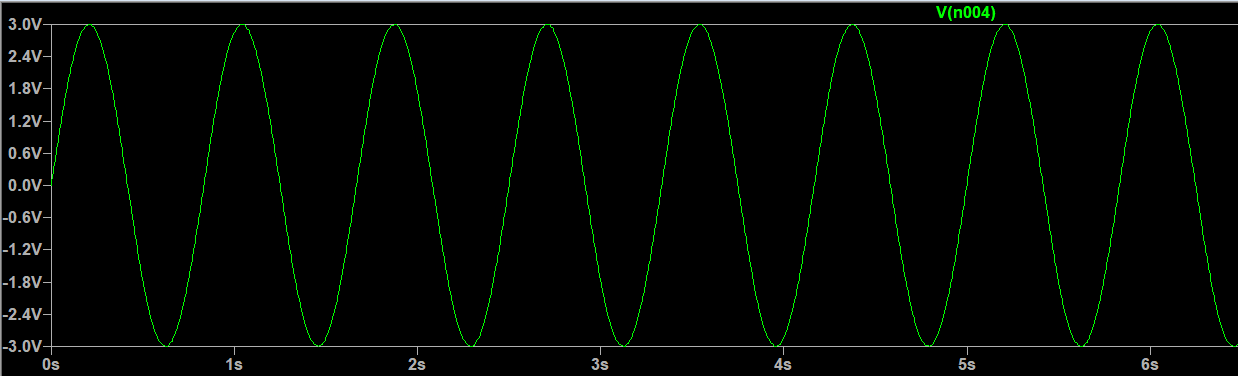 V(n004)
3.0V
2.4V
1.8V
1.2V
0.6V
0.0V
-0.6V
-1.2V
-1.8V
-2.4V
-3.0V
0s 1s 2s 3s 4s 5s 6s